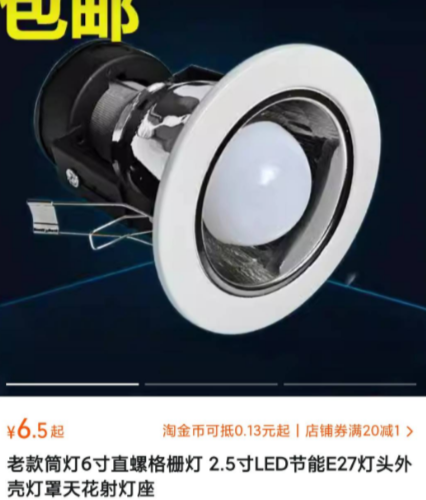 包邮
¥6.5起
淘金币可抵0.13元起 | 店铺券满20减1 >
老款筒灯6寸直螺格栅灯 2.5寸LED节能E27灯头外
壳灯罩天花射灯座